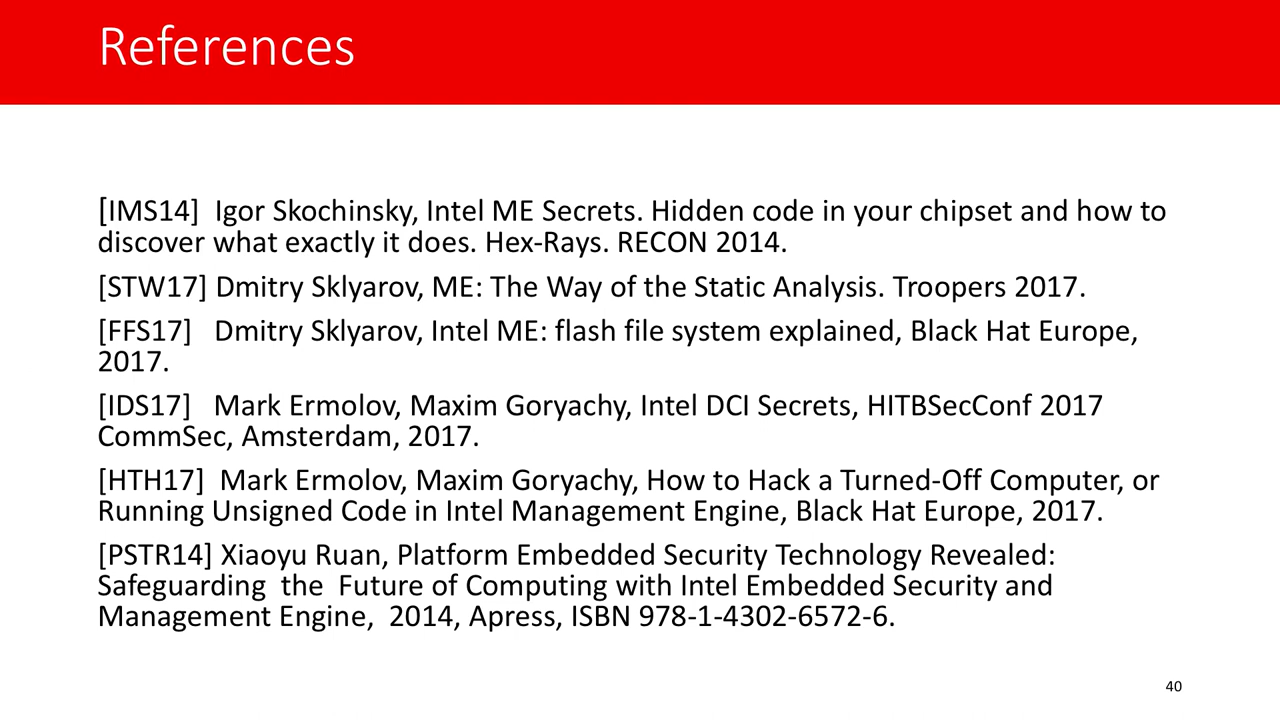 References
[IMS14]  Igor Skochinsky, Intel ME Secrets. Hidden code in your chipset and how to
discover what exactly it does. Hex-Rays. RECON 2014.
[STW17] Dmitry Sklyarov, ME: The Way of the Static Analysis. Troopers 2017.
[FFS17]   Dmitry Sklyarov, Intel ME: flash file system explained, Black Hat Europe,
2017.
[IDS17]   Mark Ermolov, Maxim Goryachy, Intel DCI Secrets, HITBSecConf 2017
CommSec, Amsterdam, 2017.
[HTH17]  Mark Ermolov, Maxim Goryachy, How to Hack a Turned-Off Computer, or
Running Unsigned Code in Intel Management Engine, Black Hat Europe, 2017.
[PSTR14] Xiaoyu Ruan, Platform Embedded Security Technology Revealed:
Safeguarding  the  Future of Computing with Intel Embedded Security and
Management Engine,  2014, Apress, ISBN 978-1-4302-6572-6.
40